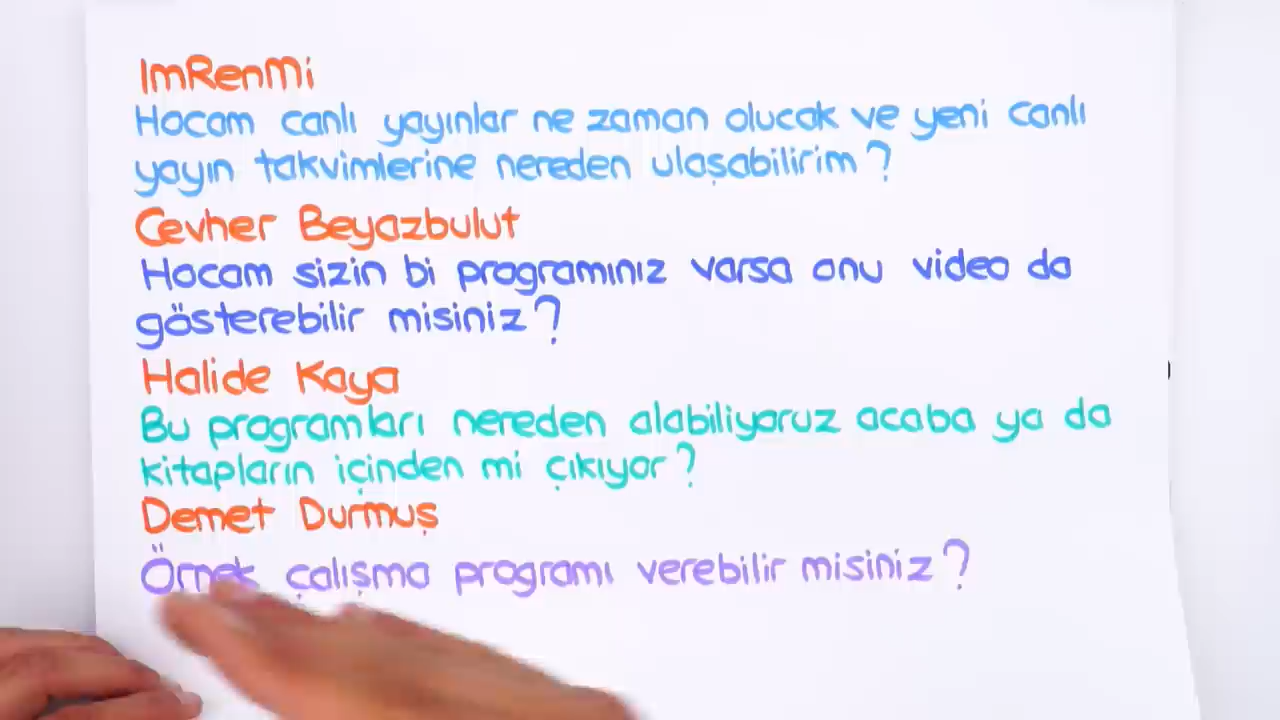 ImRenMi
Hocam canlı yayınlar ne zaman olucak ve yeni canlı
yayın takvimlerine nereden ulaşabilirim?
Cevher Beyazbulut
Hocam sizin bi programınız varsa onu video da
gösterebilir misiniz?
Halide Kaya
Bu programları nereden alabiliyoruz acaba ya da
kitapların içinden mi çıkıyor?
Demet Durmuş
Örnek çalışma programı verebilir misiniz?